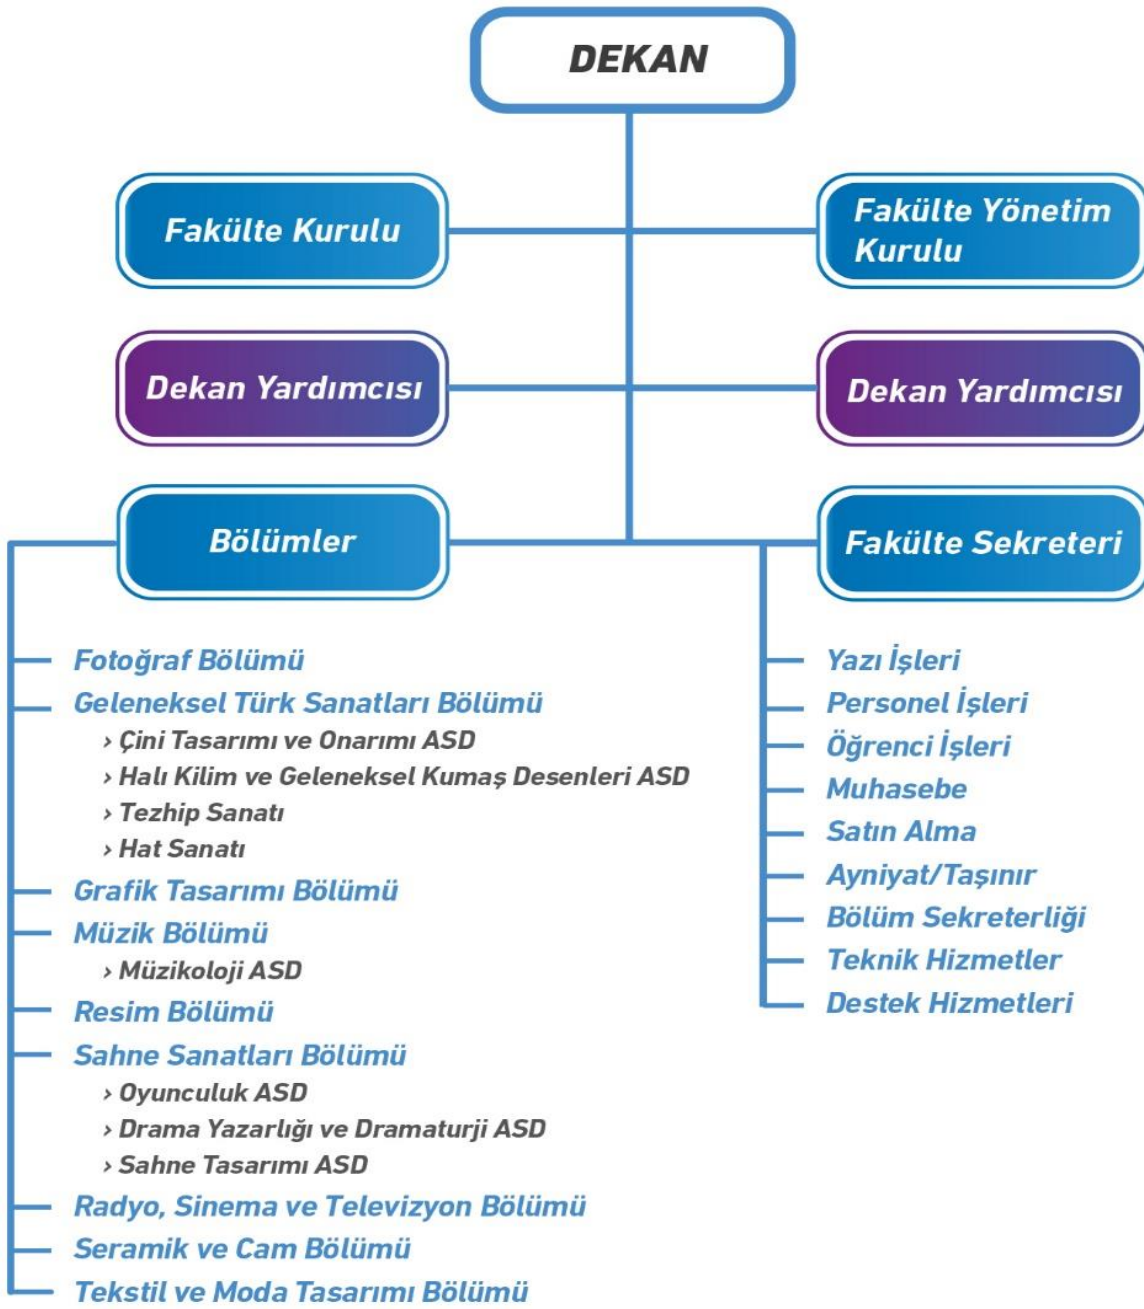 DEKAN
Fakülte Kurulu
Fakülte Yönetim
Kurulu
Dekan Yardımcısı
Dekan Yardımcısı
Bölümler
Fakülte Sekreteri
Fotoğraf Bölümü
Geleneksel Türk Sanatları Bölümü
› Çini Tasarımı ve Onarımı ASD
› Halı Kilim ve Geleneksel Kumaş Desenleri ASD
› Tezhip Sanatı
› Hat Sanatı
Grafik Tasarımı Bölümü
Müzik Bölümü
› Müzikoloji ASD
Resim Bölümü
Sahne Sanatları Bölümü
› Oyunculuk ASD
› Drama Yazarlığı ve Dramaturji ASD
› Sahne Tasarımı ASD
Radyo, Sinema ve Televizyon Bölümü
Seramik ve Cam Bölümü
Tekstil ve Moda Tasarımı Bölümü
Yazı İşleri
Personel İşleri
Öğrenci İşleri
Muhasebe
Satın Alma
Ayniyat/Taşınır
Bölüm Sekreterliği
Teknik Hizmetler
Destek Hizmetleri